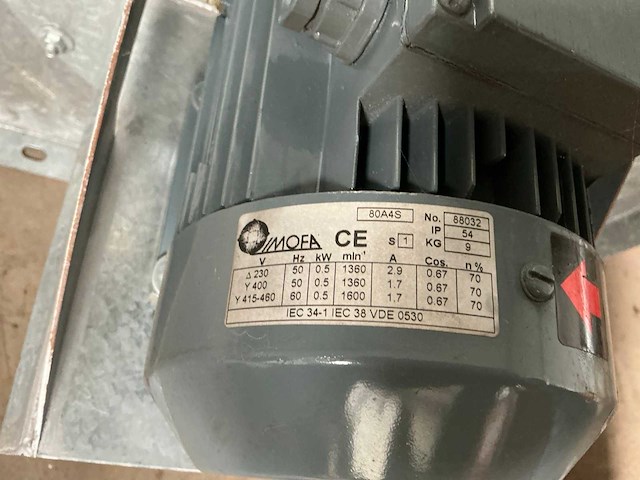 80A4S No. 88032
IMOFA CE S 1 IP 54
KG 9
V Hz kW min¹ A Cos. n %
Δ 230 50 0.5 1360 2.9 0.67 70
Y 400 50 0.5 1360 1.7 0.67 70
Y 415-460 60 0.5 1600 1.7 0.67 70
IEC 34-1 IEC 38 VDE 0530